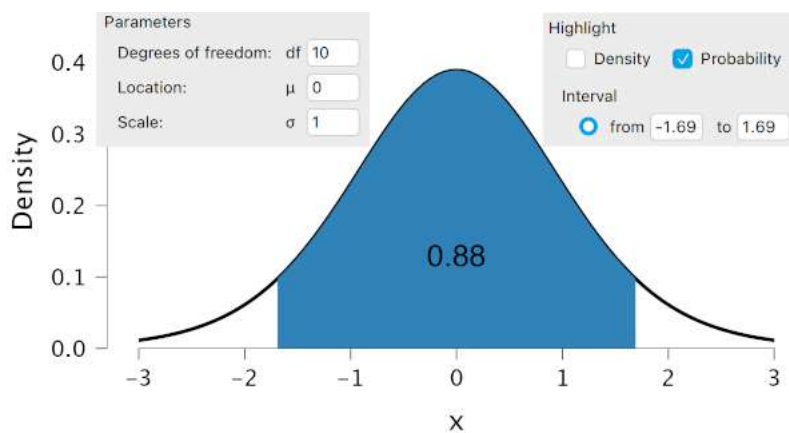 Parameters
Degrees of freedom: df 10
Location: μ 0
Scale: σ 1
Highlight
Density Probability
Interval
from -1.69 to 1.69
Density
0.4
0.3
0.2
0.1
0.0
0.88
−3 −2 −1 0 1 2 3
x